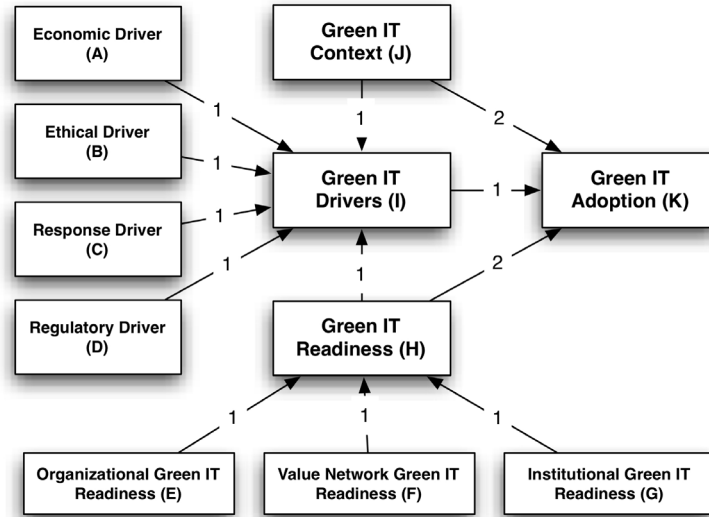 Economic Driver
(A)
Green IT
Context (J)
1
1
2
Ethical Driver
(B)
1
Green IT
Drivers (I)
1
Green IT
Adoption (K)
Response Driver
(C)
1
1
1
2
Regulatory Driver
(D)
Green IT
Readiness (H)
1
1
1
Organizational Green IT
Readiness (E)
Value Network Green IT
Readiness (F)
Institutional Green IT
Readiness (G)